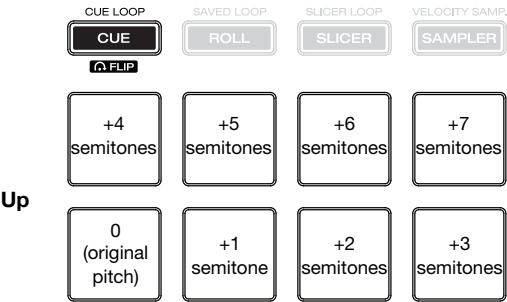 CUE LOOP SAVED LOOP SLICER LOOP VELOCITY SAMP.
CUE ROLL SLICER SAMPLER
FLIP
+4 semitones
+5 semitones
+6 semitones
+7 semitones
Up
0 (original pitch)
+1 semitone
+2 semitones
+3 semitones